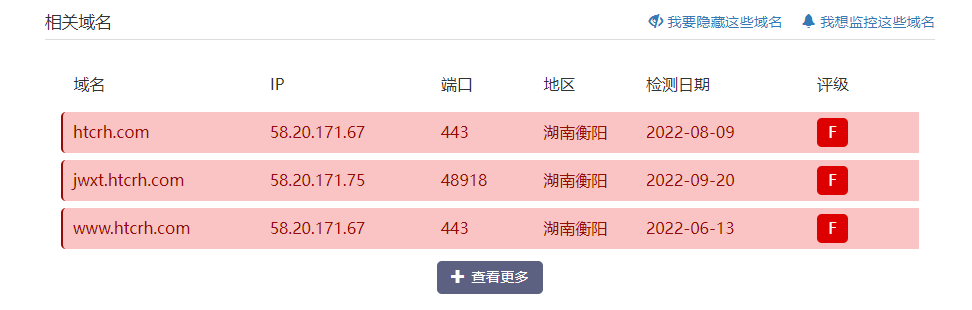 相关域名 我要隐藏这些域名 我想监控这些域名
域名 IP 端口 地区 检测日期 评级
htcrh.com 58.20.171.67 443 湖南衡阳 2022-08-09 F
jwxt.htcrh.com 58.20.171.75 48918 湖南衡阳 2022-09-20 F
www.htcrh.com 58.20.171.67 443 湖南衡阳 2022-06-13 F
查看更多